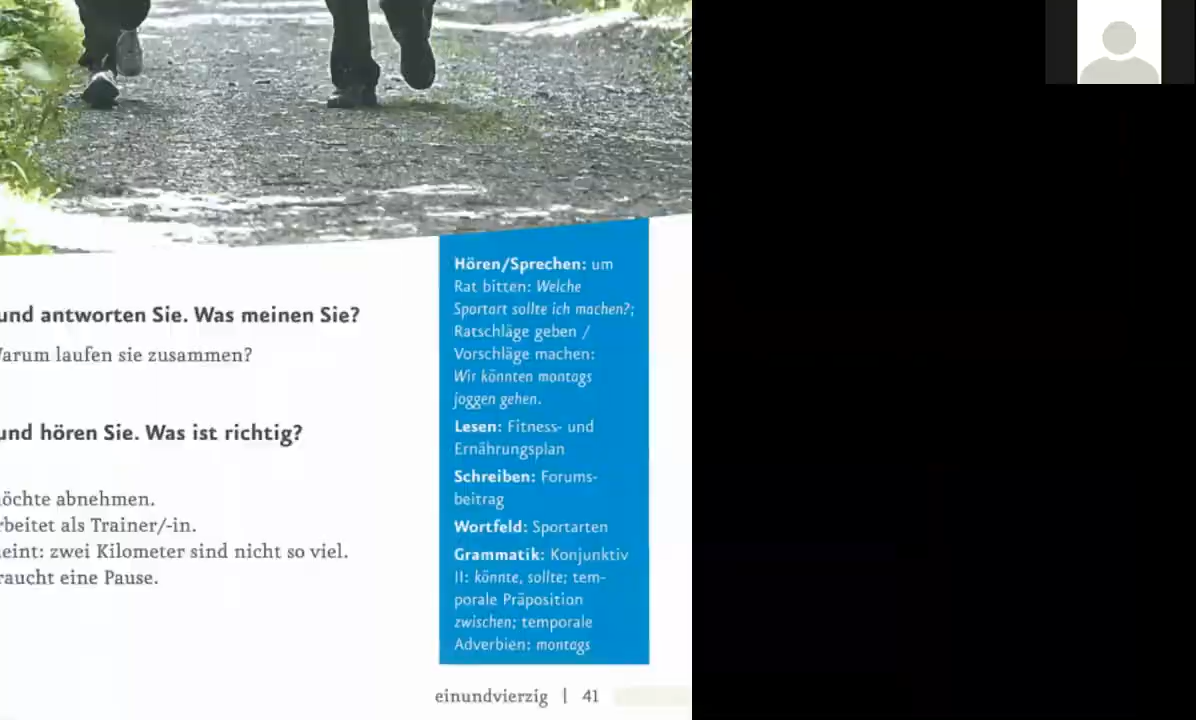 und antworten Sie. Was meinen Sie?
arum laufen sie zusammen?
und hören Sie. Was ist richtig?
öchte abnehmen.
rbeitet als Trainer/-in.
eint: zwei Kilometer sind nicht so viel.
raucht eine Pause.
Hören/Sprechen: um
Rat bitten: Welche
Sportart sollte ich machen?;
Ratschläge geben /
Vorschläge machen:
Wir könnten montags
joggen gehen.
Lesen: Fitness- und
Ernährungsplan
Schreiben: Forums-
beitrag
Wortfeld: Sportarten
Grammatik: Konjunktiv
II: könnte, sollte; tem-
porale Präposition
zwischen; temporale
Adverbien: montags
einundvierzig | 41